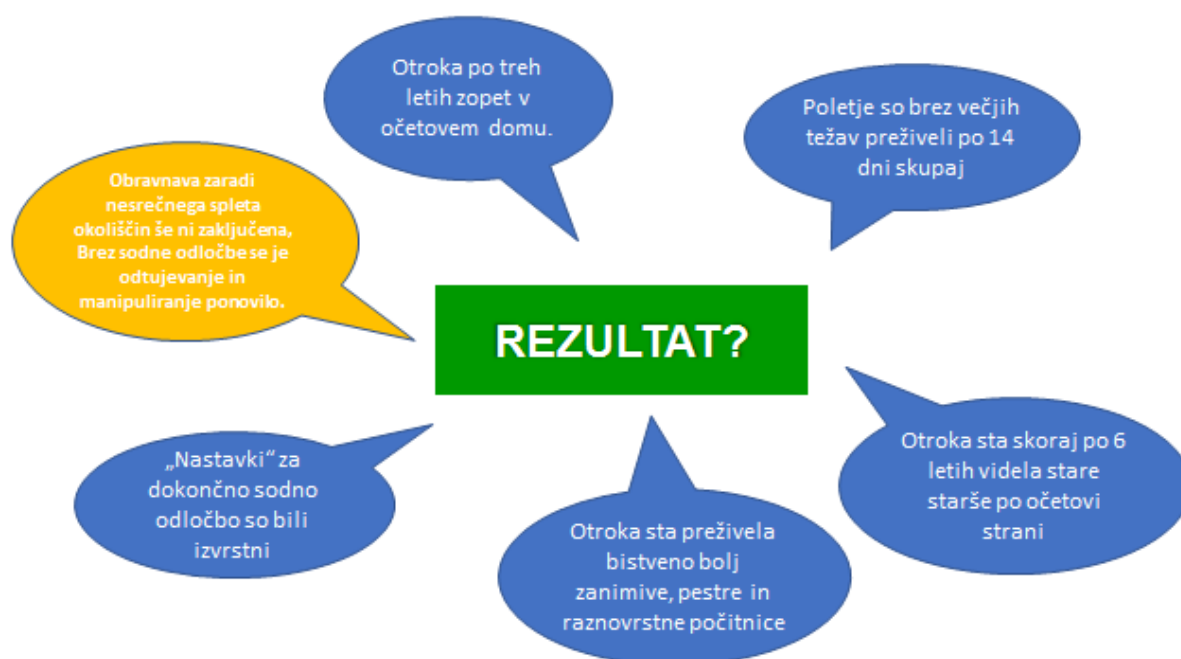 Otroka po treh
letih zopet v
očetovem domu.
Poletje so brez večjih
težav preživeli po 14
dni skupaj
Obravnava zaradi
nesrečnega spleta
okoliščin še ni zaključena,
Brez sodne odločbe se je
odtujevanje in
manipuliranje ponovilo.
REZULTAT?
„Nastavki“ za
dokončno sodno
odločbo so bili
izvrstni
Otroka sta preživela
bistveno bolj
zanimive, pestre in
raznovrstne počitnice
Otroka sta skoraj po 6
letih videla stare
starše po očetovi
strani